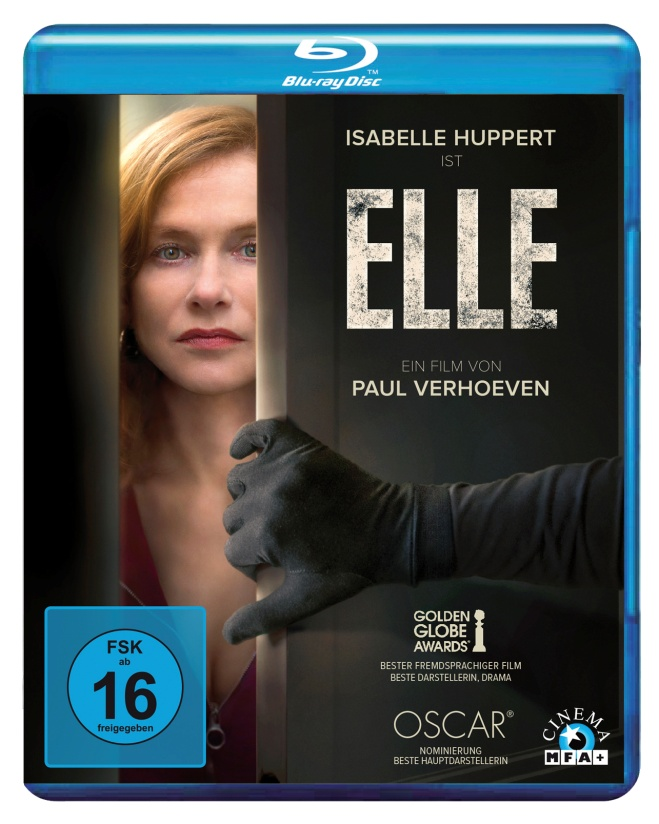 Blu-ray Disc™
ISABELLE HUPPERT
IST
ELLE
EIN FILM VON
PAUL VERHOEVEN
GOLDEN
GLOBE
AWARDS®
BESTER FREMDSPRACHIGER FILM
BESTE DARSTELLERIN, DRAMA
OSCAR®
NOMINIERUNG
BESTE HAUPTDARSTELLERIN
CINEMA
MFA+
FSK
ab
16
freigegeben